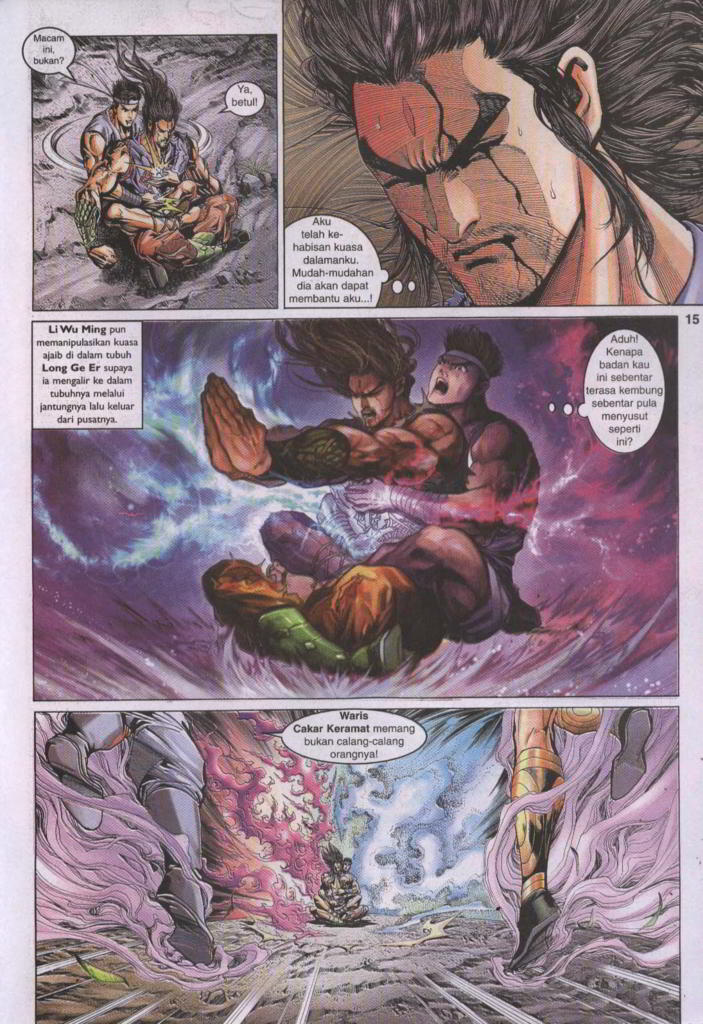 Macam
ini,
bukan?
Ya,
betul!
Aku
telah ke-
habisan kuasa
dalamanku.
Mudah-mudahan
dia akan dapat
membantu aku...!
15
Li Wu Ming pun
memanipulasikan kuasa
ajaib di dalam tubuh
Long Ge Er supaya
ia mengalir ke dalam
tubuhnya melalui
jantungnya lalu keluar
dari pusatnya.
Aduh!
Kenapa
badan kau
ini sebentar
terasa kembung
sebentar pula
menyusut
seperti
ini?
Waris
Cakar Keramat memang
bukan calang-calang
orangnya!